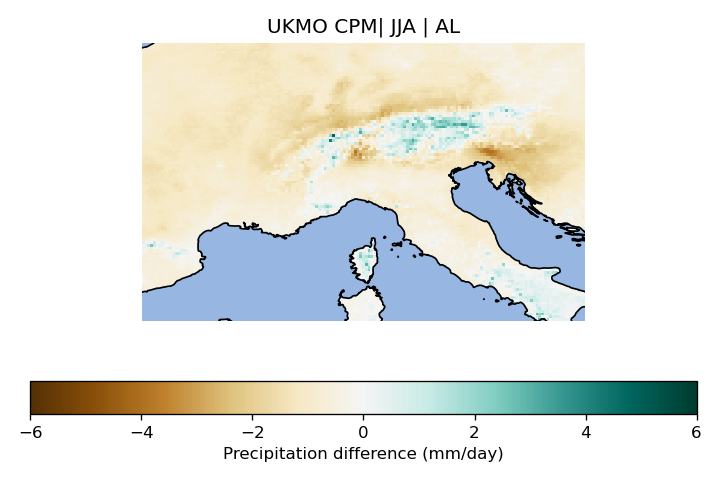 UKMO CPM| JJA | AL
−6 −4 −2 0 2 4 6
Precipitation difference (mm/day)